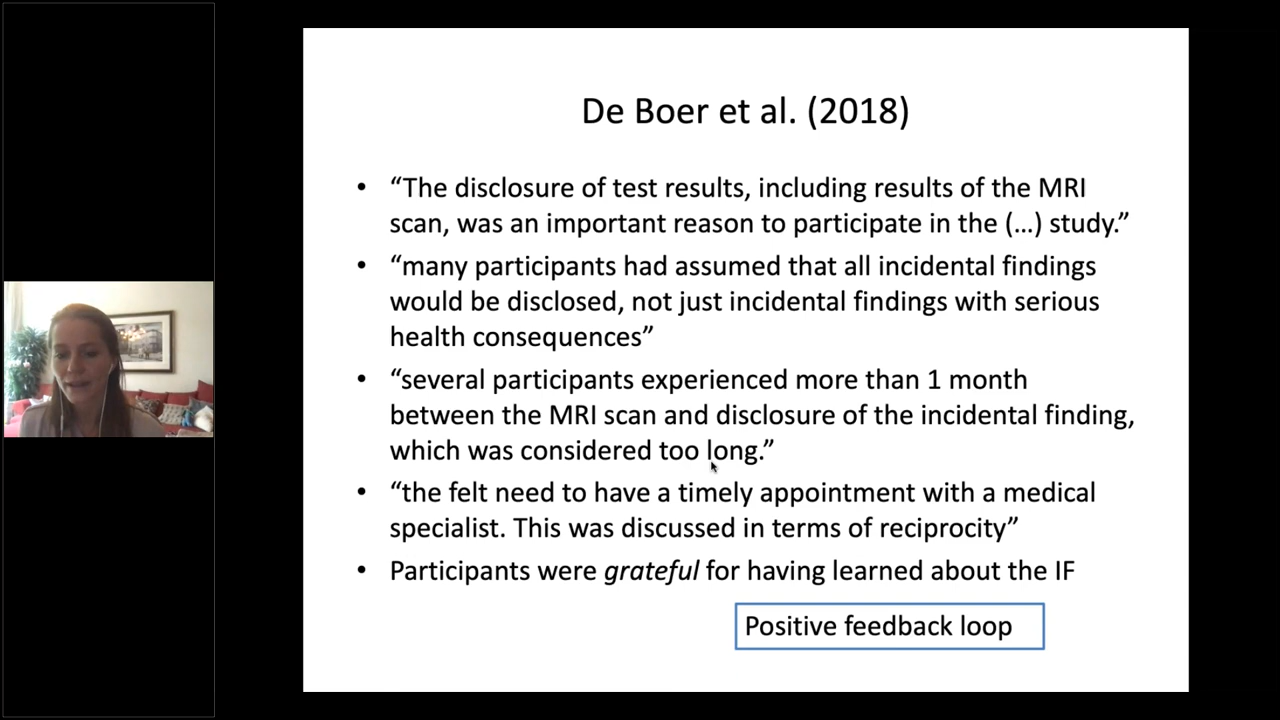 De Boer et al. (2018)
• “The disclosure of test results, including results of the MRI
scan, was an important reason to participate in the (...) study.”
• “many participants had assumed that all incidental findings
would be disclosed, not just incidental findings with serious
health consequences”
• “several participants experienced more than 1 month
between the MRI scan and disclosure of the incidental finding,
which was considered too long.”
• “the felt need to have a timely appointment with a medical
specialist. This was discussed in terms of reciprocity”
• Participants were grateful for having learned about the IF
Positive feedback loop